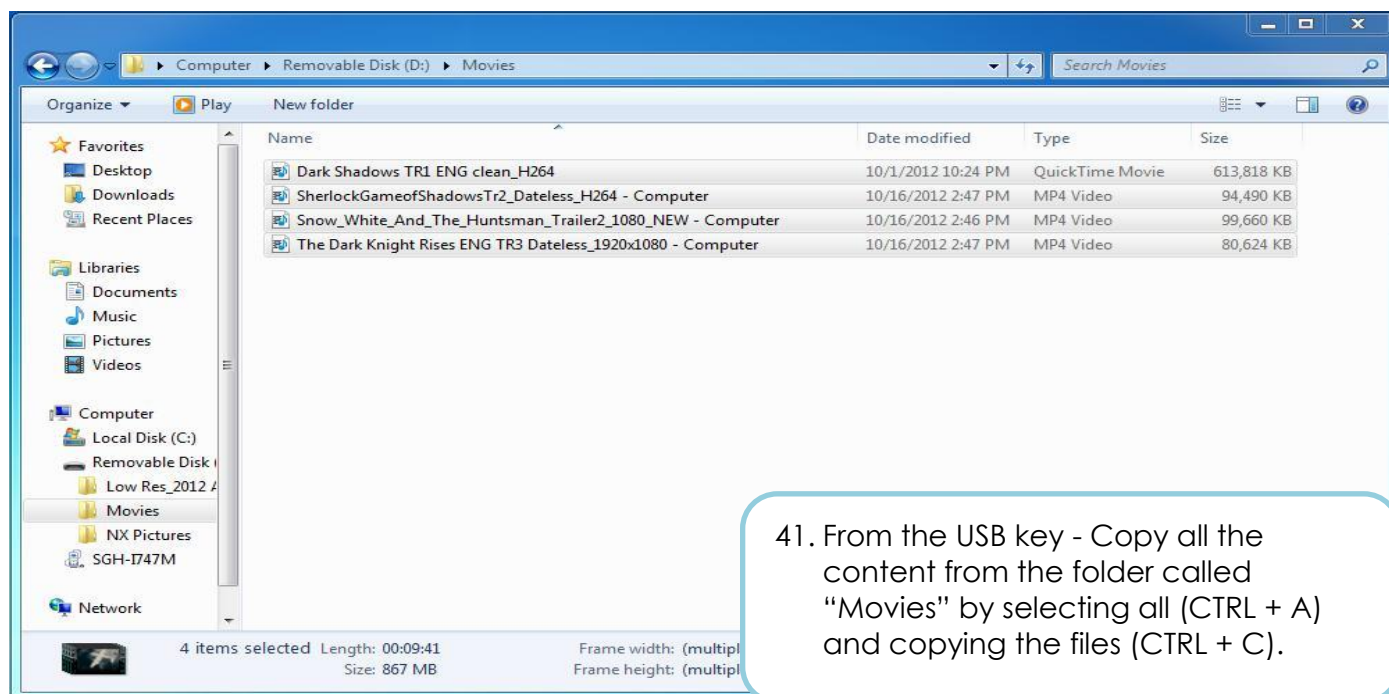 Computer ▸ Removable Disk (D:) ▸ Movies
Search Movies
Organize Play New folder
Name Date modified Type Size
Favorites
Desktop
Downloads
Recent Places
Libraries
Documents
Music
Pictures
Videos
Computer
Local Disk (C:)
Removable Disk (
Low Res_2012 A
Movies
NX Pictures
SGH-I747M
Network
Dark Shadows TR1 ENG clean_H264 10/1/2012 10:24 PM QuickTime Movie 613,818 KB
SherlockGameofShadowsTr2_Dateless_H264 - Computer 10/16/2012 2:47 PM MP4 Video 94,490 KB
Snow_White_And_The_Huntsman_Trailer2_1080_NEW - Computer 10/16/2012 2:46 PM MP4 Video 99,660 KB
The Dark Knight Rises ENG TR3 Dateless_1920x1080 - Computer 10/16/2012 2:47 PM MP4 Video 80,624 KB
4 items selected Length: 00:09:41 Frame width: (multipl
Size: 867 MB Frame height: (multipl
41. From the USB key - Copy all the
content from the folder called
“Movies” by selecting all (CTRL + A)
and copying the files (CTRL + C).